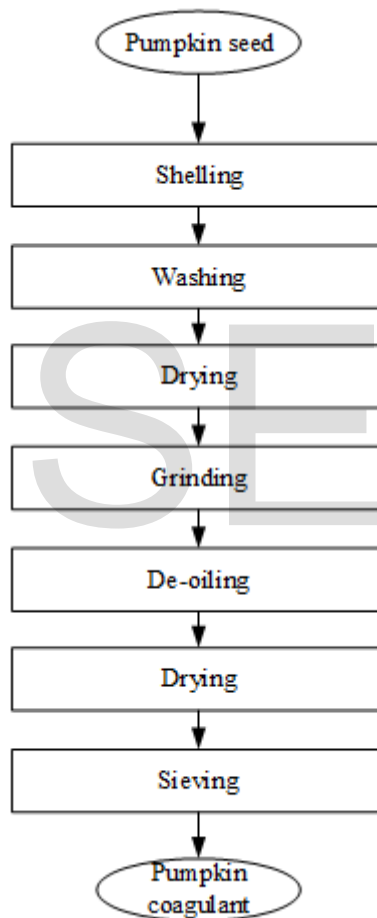 Pumpkin seed
Shelling
Washing
Drying
SE
Grinding
De-oiling
Drying
Sieving
Pumpkin
coagulant